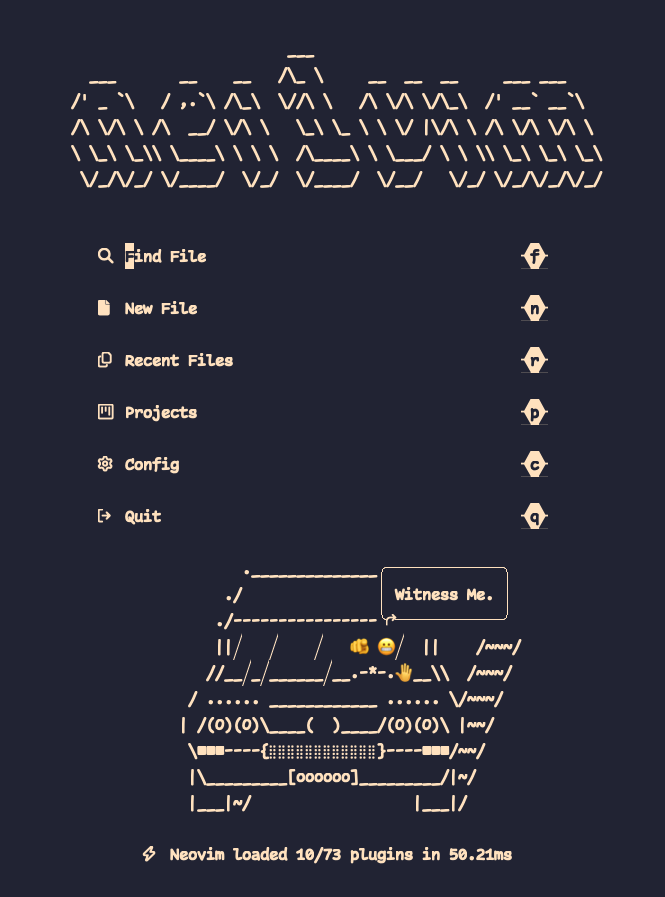 Find File f
New File n
Recent Files r
Projects p
Config c
Quit q
Witness Me.
Neovim loaded 10/73 plugins in 50.21ms